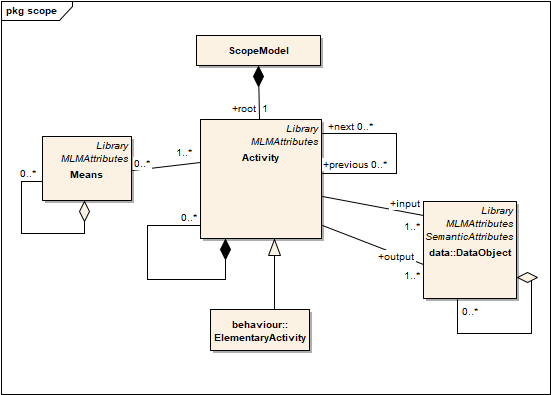 pkg scope
ScopeModel
+root 1
Library
MLMAttributes
Activity
+next 0..*
+previous 0..*
Library
MLMAttributes
Means
0..*
0..*
1..*
0..*
+input
1..*
+output
1..*
Library
MLMAttributes
SemanticAttributes
data::DataObject
0..*
behaviour::
ElementaryActivity